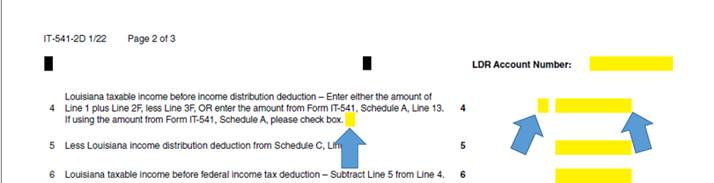 IT-541-2D 1/22 Page 2 of 3
LDR Account Number:
Louisiana taxable income before income distribution deduction – Enter either the amount of
4 Line 1 plus Line 2F, less Line 3F, OR enter the amount from Form IT-541, Schedule A, Line 13. 4
If using the amount from Form IT-541, Schedule A, please check box.
5 Less Louisiana income distribution deduction from Schedule C, 5
6 Louisiana taxable income before federal income tax deduction – Subtract Line 5 from Line 4. 6